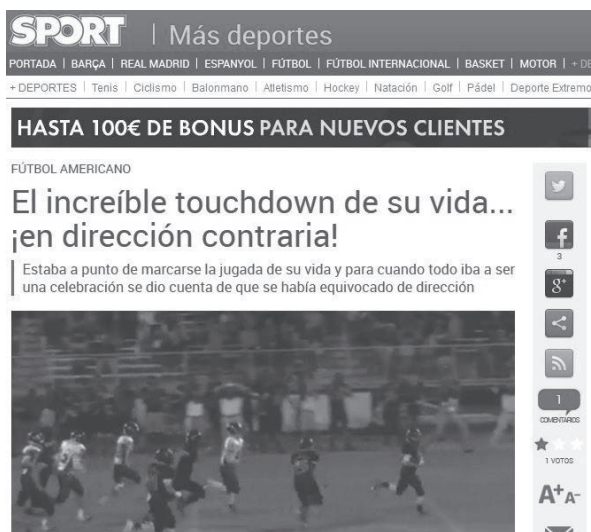 SPORT | Más deportes
PORTADA | BARÇA | REAL MADRID | ESPANYOL | FÚTBOL | FÚTBOL INTERNACIONAL | BASKET | MOTOR | + DE
+ DEPORTES | Tenis | Ciclismo | Balonmano | Atletismo | Hockey | Natación | Golf | Pádel | Deporte Extremo
HASTA 100€ DE BONUS PARA NUEVOS CLIENTES
FÚTBOL AMERICANO
El increíble touchdown de su vida...
¡en dirección contraria!
Estaba a punto de marcarse la jugada de su vida y para cuando todo iba a ser
una celebración se dio cuenta de que se había equivocado de dirección
f
3
g+
1
COMENTARIOS
1 VOTOS
A+ A-